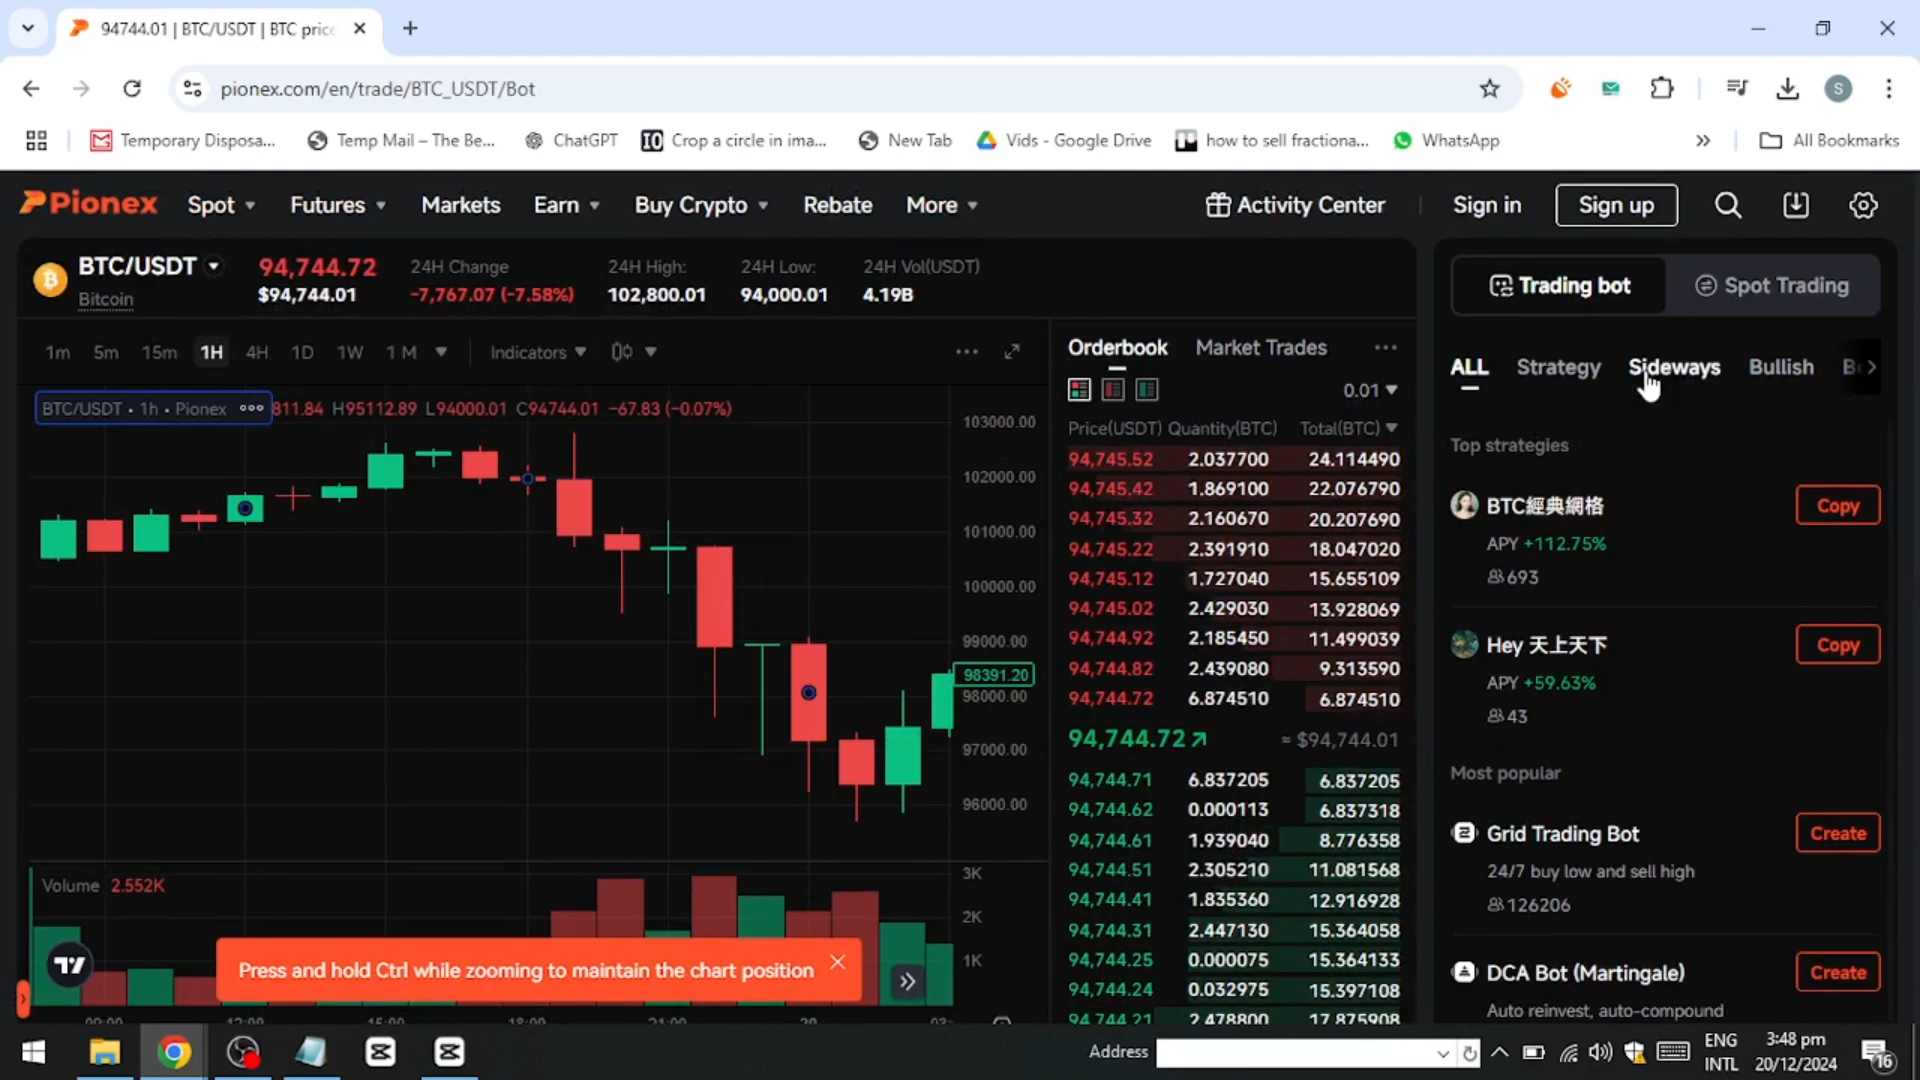 94744.01 | BTC/USDT | BTC price
pionex.com/en/trade/BTC_USDT/Bot
Temporary Disposa...
Temp Mail – The Be...
ChatGPT
Crop a circle in ima...
New Tab
Vids - Google Drive
how to sell fractiona...
WhatsApp
All Bookmarks
Pionex
Spot
Futures
Markets
Earn
Buy Crypto
Rebate
More
Activity Center
Sign in
Sign up
BTC/USDT
Bitcoin
94,744.72
$94,744.01
24H Change
-7,767.07 (-7.58%)
24H High:
102,800.01
24H Low:
94,000.01
24H Vol(USDT)
4.19B
1m 5m 15m 1H 4H 1D 1W 1 M
Indicators
BTC/USDT • 1h • Pionex
811.84 H95112.89 L94000.01 C94744.01 −67.83 (−0.07%)
103000.00
102000.00
101000.00
100000.00
99000.00
98391.20
98000.00
97000.00
96000.00
Volume 2.552K
3K
2K
1K
Press and hold Ctrl while zooming to maintain the chart position
Orderbook
Market Trades
0.01
Price(USDT) Quantity(BTC) Total(BTC)
94,745.52 2.037700 24.114490
94,745.42 1.869100 22.076790
94,745.32 2.160670 20.207690
94,745.22 2.391910 18.047020
94,745.12 1.727040 15.655109
94,745.02 2.429030 13.928069
94,744.92 2.185450 11.499039
94,744.82 2.439080 9.313590
94,744.72 6.874510 6.874510
94,744.72 ≈ $94,744.01
94,744.71 6.837205 6.837205
94,744.62 0.000113 6.837318
94,744.61 1.939040 8.776358
94,744.51 2.305210 11.081568
94,744.41 1.835360 12.916928
94,744.31 2.447130 15.364058
94,744.25 0.000075 15.364133
94,744.24 0.032975 15.397108
94,744.21 2.478800 17.875908
Trading bot
Spot Trading
ALL
Strategy
Sideways
Bullish
Top strategies
BTC經典網格
Copy
APY +112.75%
693
Hey 天上天下
Copy
APY +59.63%
43
Most popular
Grid Trading Bot
Create
24/7 buy low and sell high
126206
DCA Bot (Martingale)
Create
Auto reinvest, auto-compound
Address
ENG
INTL
3:48 pm
20/12/2024
16